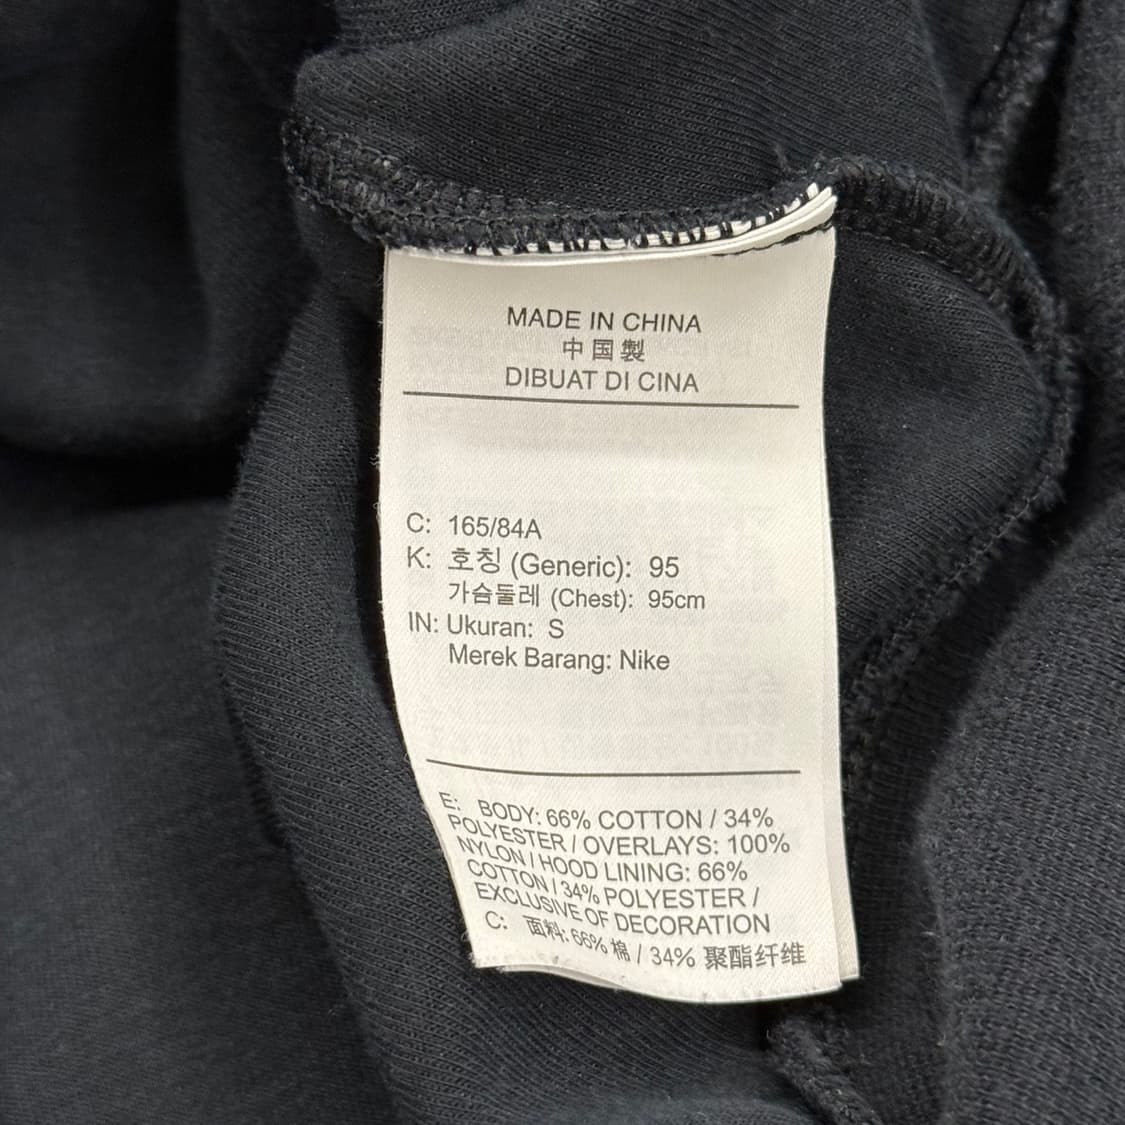 MADE IN CHINA
中国製
DIBUAT DI CINA
C: 165/84A
K: 호칭 (Generic): 95
가슴둘레 (Chest): 95cm
IN: Ukuran: S
Merek Barang: Nike
E: BODY: 66% COTTON / 34%
POLYESTER / OVERLAYS: 100%
NYLON / HOOD LINING: 66%
COTTON / 34% POLYESTER /
EXCLUSIVE OF DECORATION
C: 面料: 66% 棉 / 34% 聚酯纤维